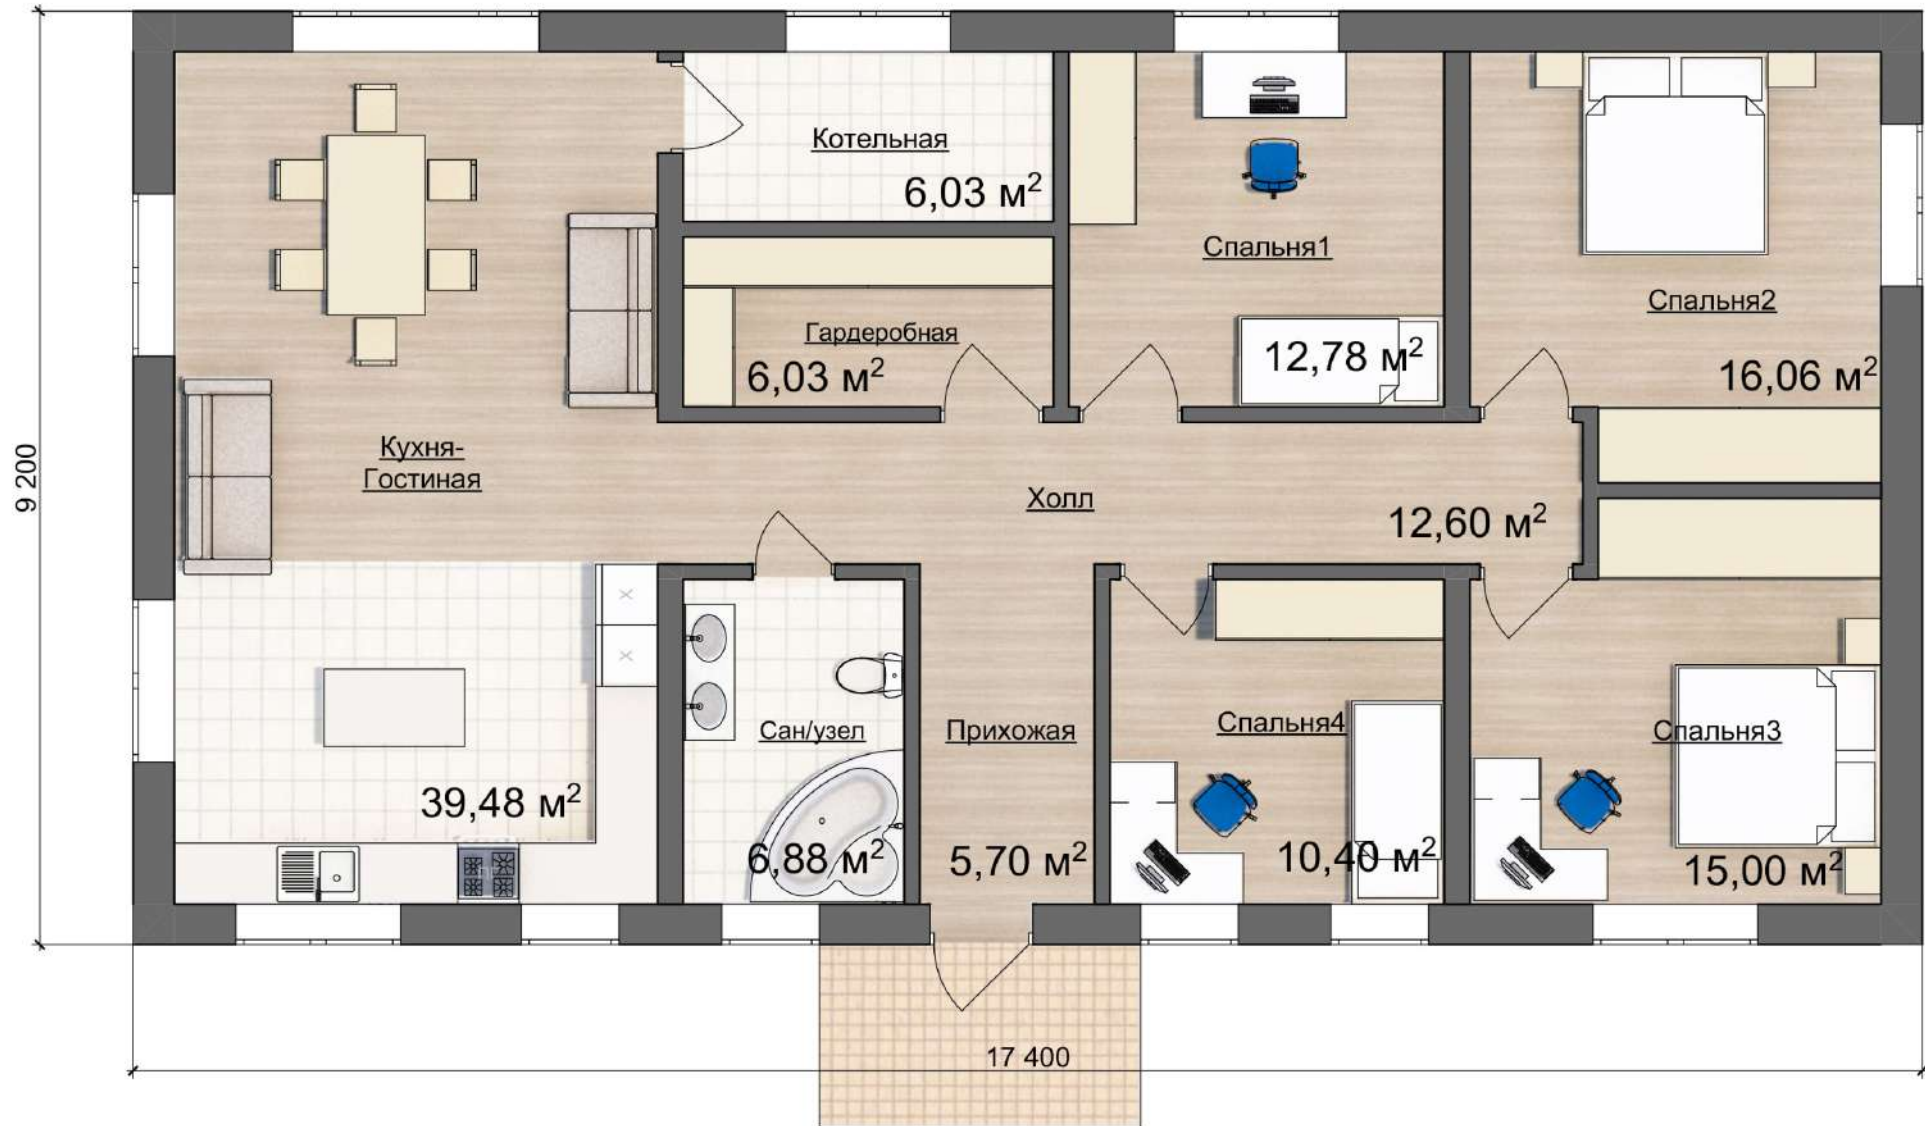 Котельная
6,03 м²
Спальня1
12,78 м²
Спальня2
16,06 м²
Гардеробная
6,03 м²
Кухня-
Гостиная
39,48 м²
Холл
12,60 м²
9 200
Сан/узел
6,88 м²
Прихожая
5,70 м²
Спальня4
10,40 м²
Спальня3
15,00 м²
17 400